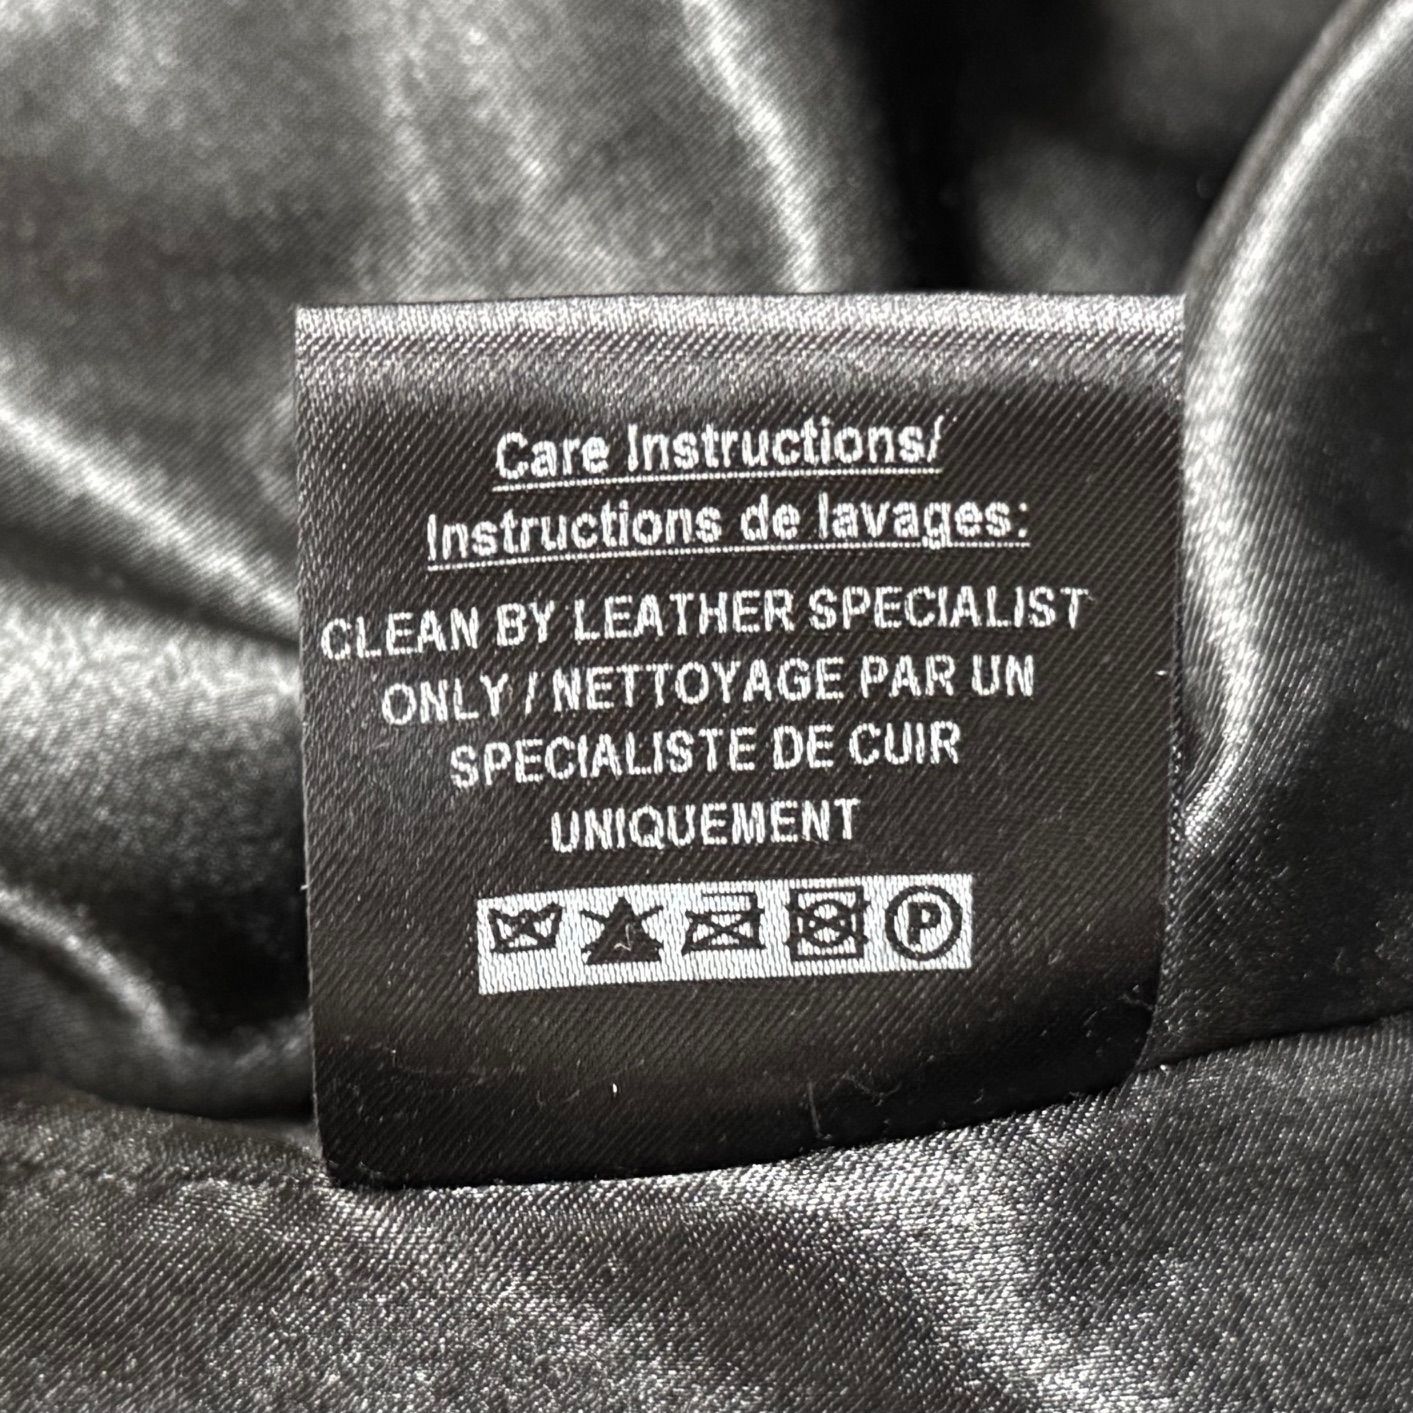 Care Instructions/
Instructions de lavages:
CLEAN BY LEATHER SPECIALIST
ONLY / NETTOYAGE PAR UN
SPECIALISTE DE CUIR
UNIQUEMENT
P